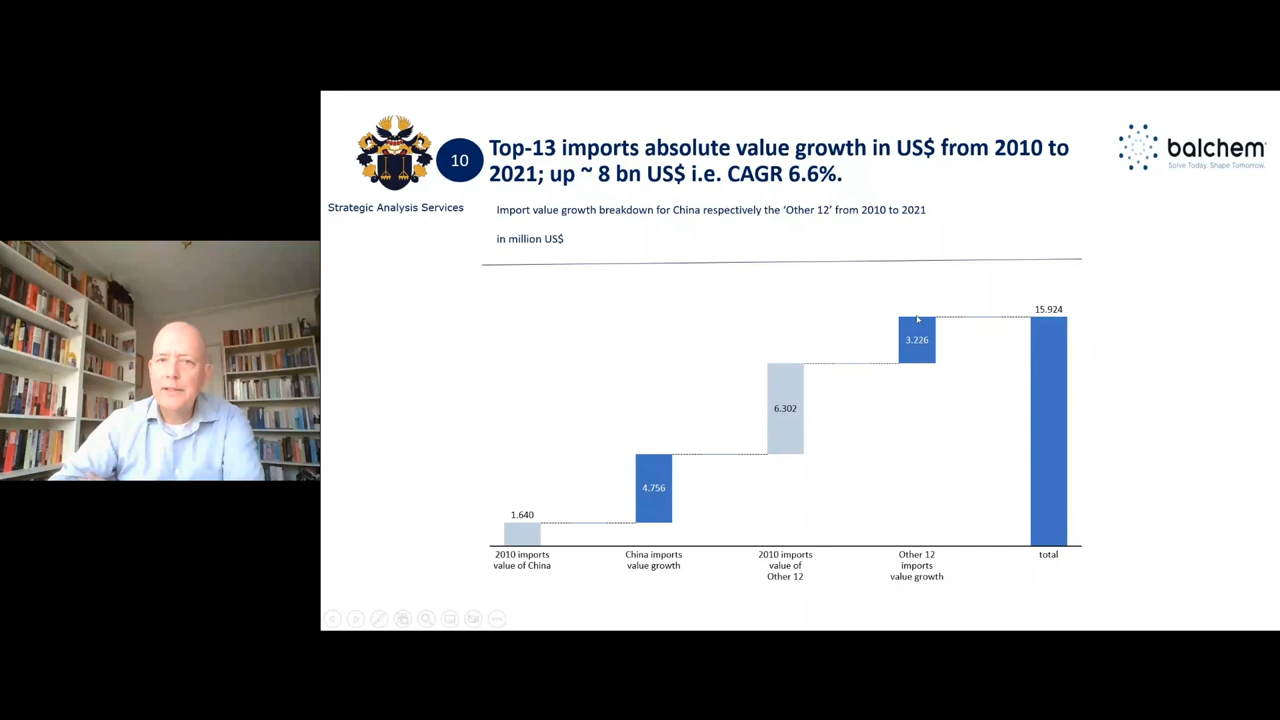 10
Top-13 imports absolute value growth in US$ from 2010 to
2021; up ~ 8 bn US$ i.e. CAGR 6.6%.
balchem
Solve Today. Shape Tomorrow.
Strategic Analysis Services
Import value growth breakdown for China respectively the ‘Other 12’ from 2010 to 2021
in million US$
15.924
3.226
6.302
4.756
1.640
2010 imports
value of China
China imports
value growth
2010 imports
value of
Other 12
Other 12
imports
value growth
total